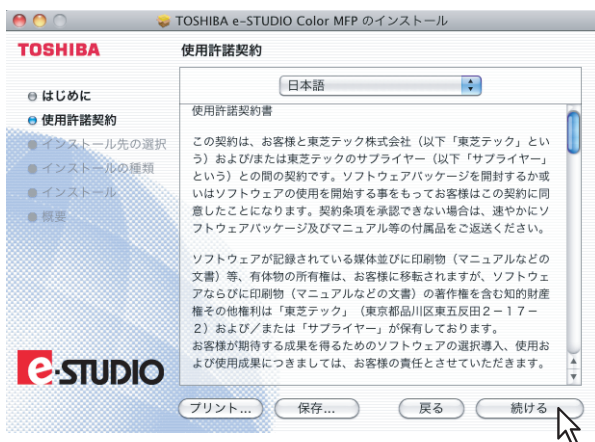 TOSHIBA e-STUDIO Color MFP のインストール
TOSHIBA
使用許諾契約
はじめに
使用許諾契約
インストール先の選択
インストールの種類
インストール
概要
日本語
使用許諾契約書
この契約は、お客様と東芝テック株式会社（以下「東芝テック」とい
う）および/または東芝テックのサプライヤー（以下「サプライヤー」
という）との間の契約です。ソフトウェアパッケージを開封するか或
いはソフトウェアの使用を開始する事をもってお客様はこの契約に同
意したことになります。契約条項を承認できない場合は、速やかにソ
フトウェアパッケージ及びマニュアル等の付属品をご返送ください。
ソフトウェアが記録されている媒体並びに印刷物（マニュアルなどの
文書）等、有体物の所有権は、お客様に移転されますが、ソフトウェ
アならびに印刷物（マニュアルなどの文書）の著作権を含む知的財産
権その他権利は「東芝テック」（東京都品川区東五反田２－１７－
２）および／または「サプライヤー」が保有しております。
お客様が期待する成果を得るためのソフトウェアの選択導入、使用お
よび使用成果につきましては、お客様の責任とさせていただきます。
e-STUDIO
プリント...
保存...
戻る
続ける